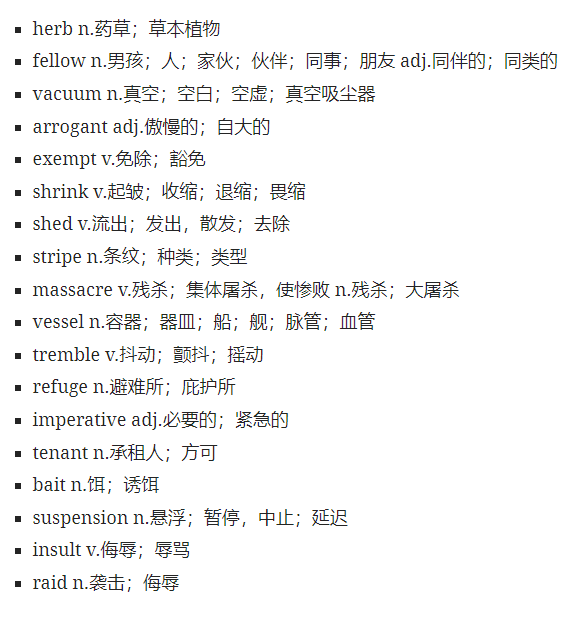 herb n.药草；草本植物
fellow n.男孩；人；家伙；伙伴；同事；朋友 adj.同伴的；同类的
vacuum n.真空；空白；空虚；真空吸尘器
arrogant adj.傲慢的；自大的
exempt v.免除；豁免
shrink v.起皱；收缩；退缩；畏缩
shed v.流出；发出，散发；去除
stripe n.条纹；种类；类型
massacre v.残杀；集体屠杀，使惨败 n.残杀；大屠杀
vessel n.容器；器皿；船；舰；脉管；血管
tremble v.抖动；颤抖；摇动
refuge n.避难所；庇护所
imperative adj.必要的；紧急的
tenant n.承租人；方可
bait n.饵；诱饵
suspension n.悬浮；暂停，中止；延迟
insult v.侮辱；辱骂
raid n.袭击；侮辱